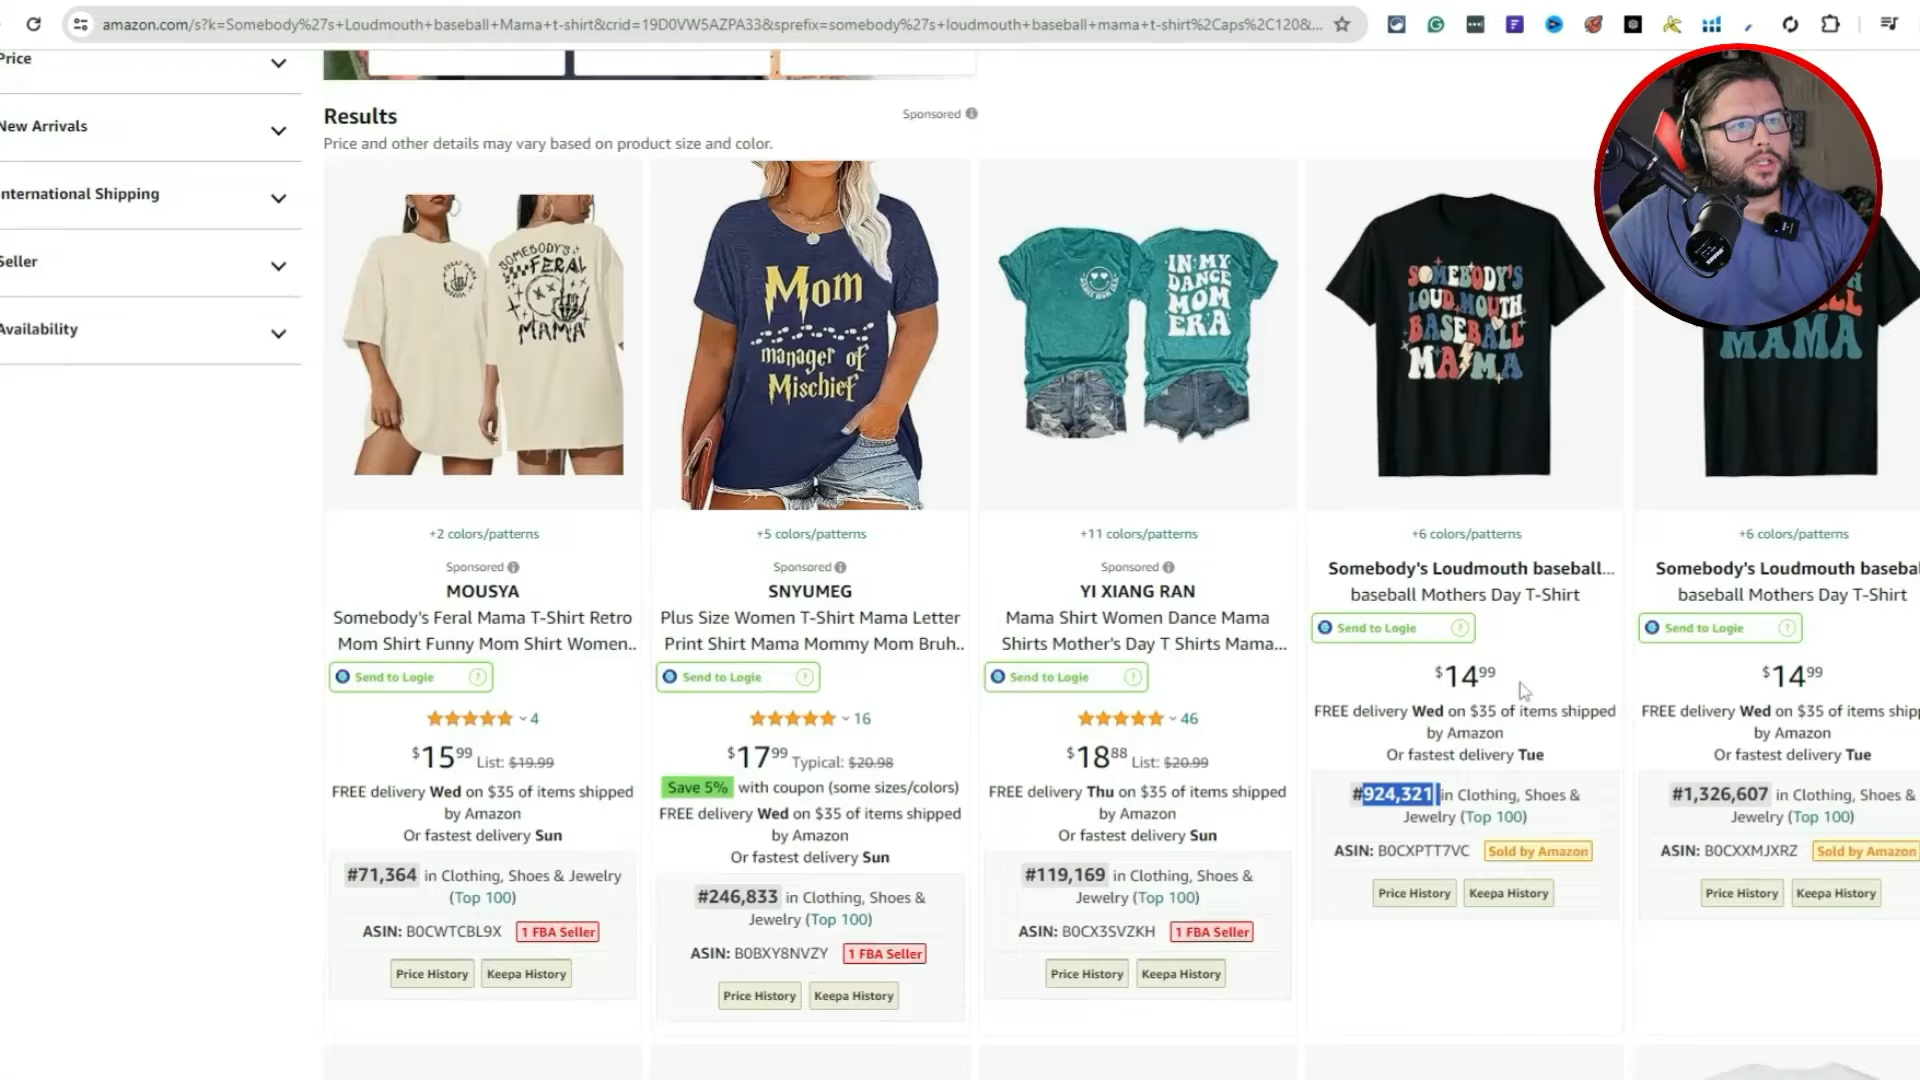 amazon.com/s?k=Somebody%27s+Loudmouth+baseball+Mama+t-shirt&crid=19D0VW5AZPA33&sprefix=somebody%27s+loudmouth+baseball+mama+t-shirt%2Caps%2C120&...
Price
New Arrivals
International Shipping
Seller
Availability
Results
Sponsored
Price and other details may vary based on product size and color.
SOMEBODY'S
FERAL
MAMA
+2 colors/patterns
Sponsored
MOUSYA
Somebody's Feral Mama T-Shirt Retro
Mom Shirt Funny Mom Shirt Women..
Send to Logie ?
4
$15.99 List: $19.99
FREE delivery Wed on $35 of items shipped
by Amazon
Or fastest delivery Sun
#71,364 in Clothing, Shoes & Jewelry
(Top 100)
ASIN: B0CWTCBL9X 1 FBA Seller
Price History Keepa History
Mom
manager of
Mischief
+5 colors/patterns
Sponsored
SNYUMEG
Plus Size Women T-Shirt Mama Letter
Print Shirt Mama Mommy Mom Bruh..
Send to Logie ?
16
$17.99 Typical: $20.98
Save 5% with coupon (some sizes/colors)
FREE delivery Wed on $35 of items shipped
by Amazon
Or fastest delivery Sun
#246,833 in Clothing, Shoes &
Jewelry (Top 100)
ASIN: B0BXY8NVZY 1 FBA Seller
Price History Keepa History
IN MY
DANCE
MOM
ERA
+11 colors/patterns
Sponsored
YI XIANG RAN
Mama Shirt Women Dance Mama
Shirts Mother's Day T Shirts Mama...
Send to Logie ?
46
$18.88 List: $20.99
FREE delivery Thu on $35 of items shipped
by Amazon
Or fastest delivery Sun
#119,169 in Clothing, Shoes &
Jewelry (Top 100)
ASIN: B0CX3SVZKH 1 FBA Seller
Price History Keepa History
SOMEBODY'S
LOUD MOUTH
BASEBALL
MAMA
+6 colors/patterns
Somebody's Loudmouth baseball...
baseball Mothers Day T-Shirt
Send to Logie ?
$14.99
FREE delivery Wed on $35 of items shipped
by Amazon
Or fastest delivery Tue
#924,321 in Clothing, Shoes &
Jewelry (Top 100)
ASIN: B0CXPTT7VC Sold by Amazon
Price History Keepa History
MAMA
+6 colors/patterns
Somebody's Loudmouth baseba
baseball Mothers Day T-Shirt
Send to Logie ?
$14.99
FREE delivery Wed on $35 of items shipp
by Amazon
Or fastest delivery Tue
#1,326,607 in Clothing, Shoes &
Jewelry (Top 100)
ASIN: B0CXXMJXRZ Sold by Amazon
Price History Keepa History